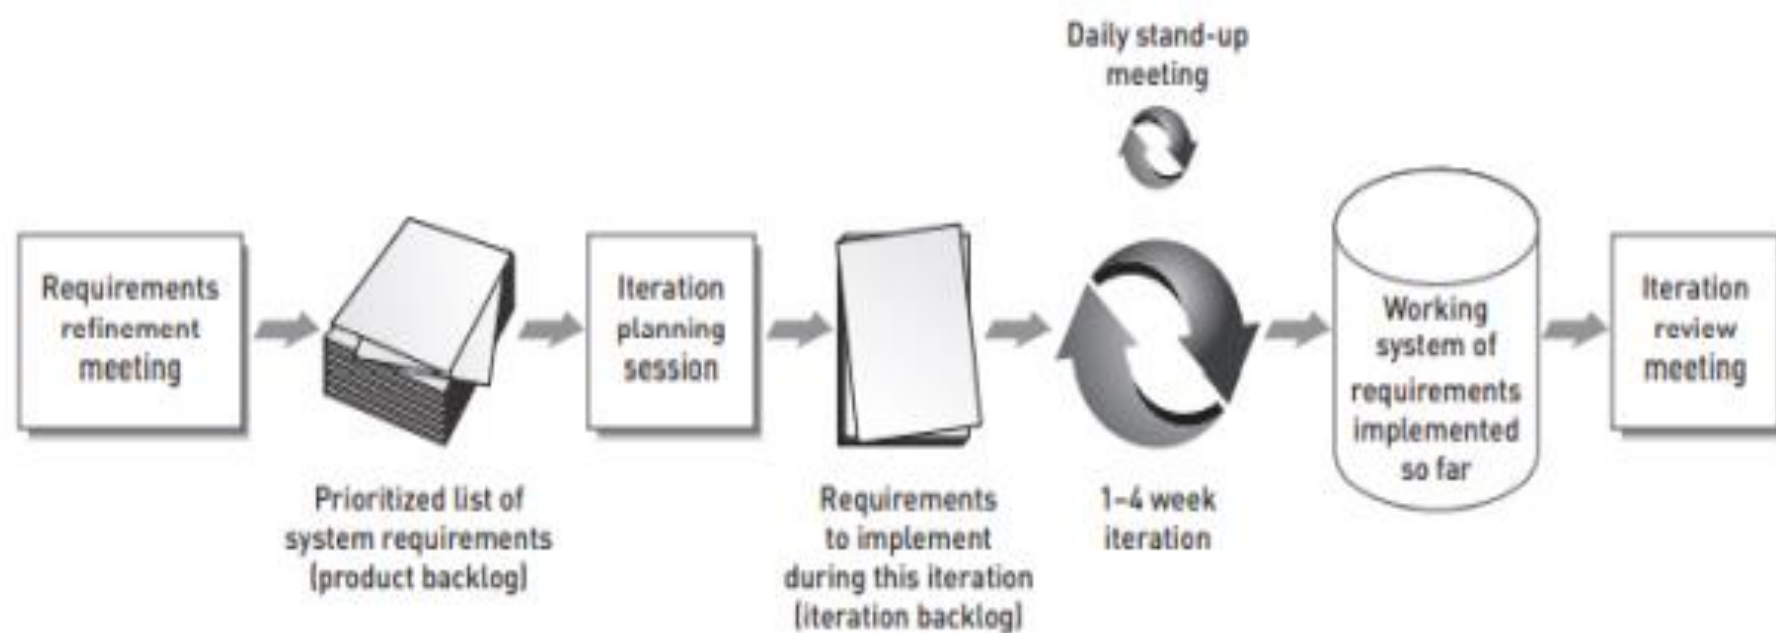 Daily stand-up
meeting
Requirements
refinement
meeting
Iteration
planning
session
Working
system of
requirements
implemented
so far
Iteration
review
meeting
Prioritized list of
system requirements
(product backlog)
Requirements
to implement
during this iteration
(iteration backlog)
1–4 week
iteration